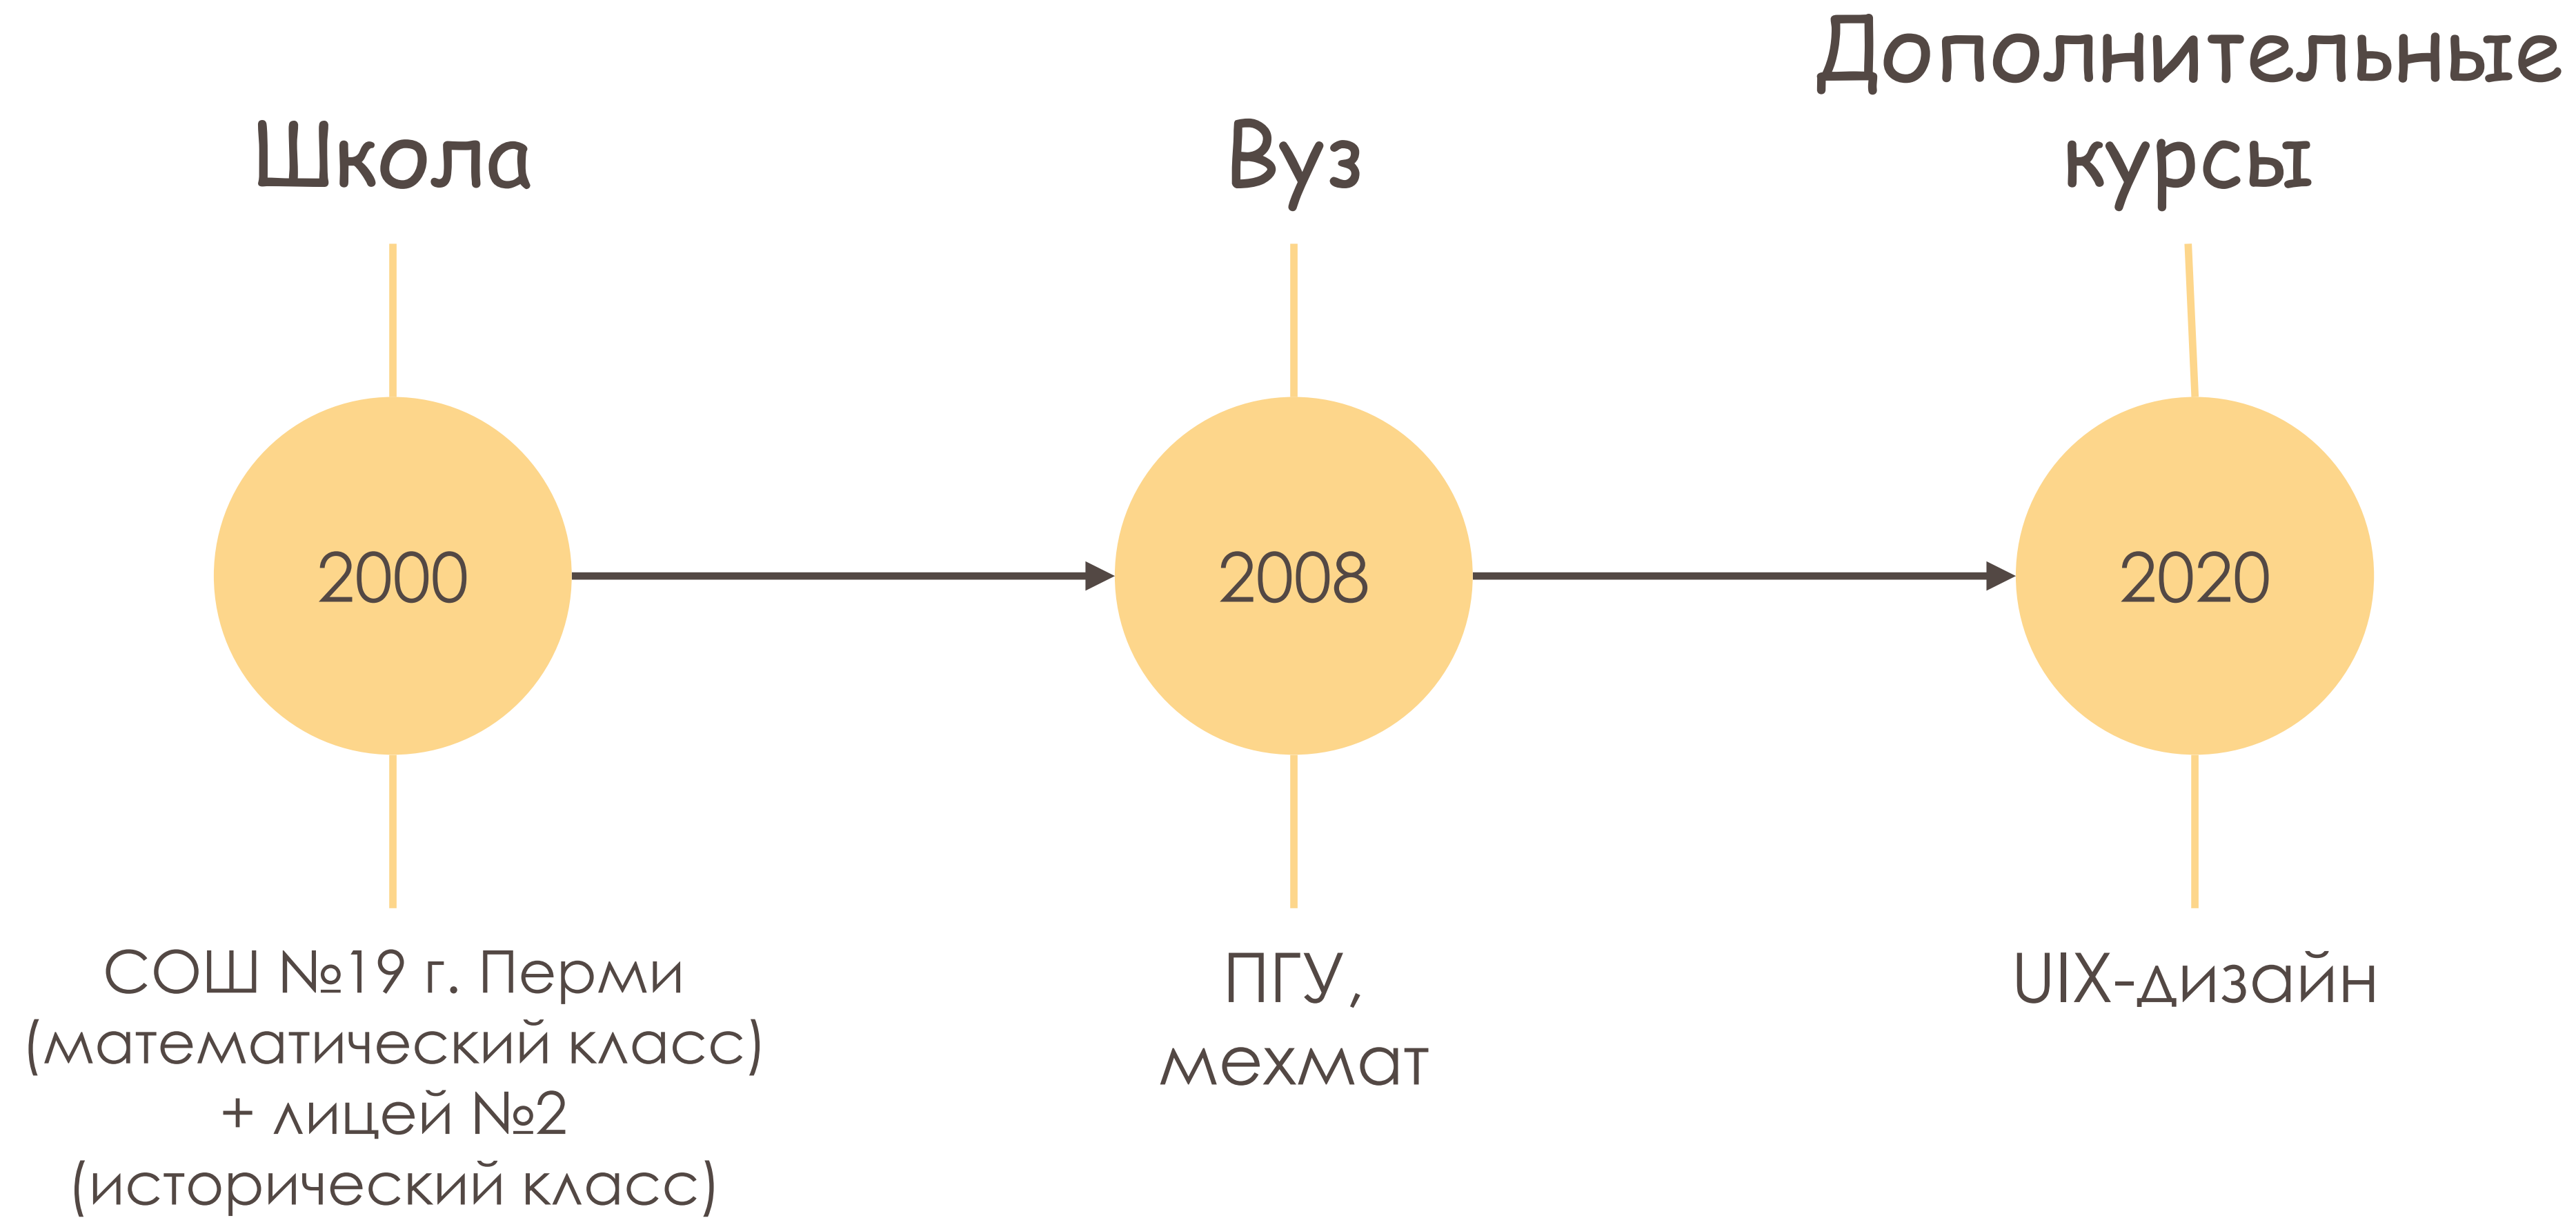 Школа
Вуз
Дополнительные
курсы
2000
2008
2020
СОШ №19 г. Перми
(математический класс)
+ лицей №2
(исторический класс)
ПГУ,
мехмат
UIX-дизайн